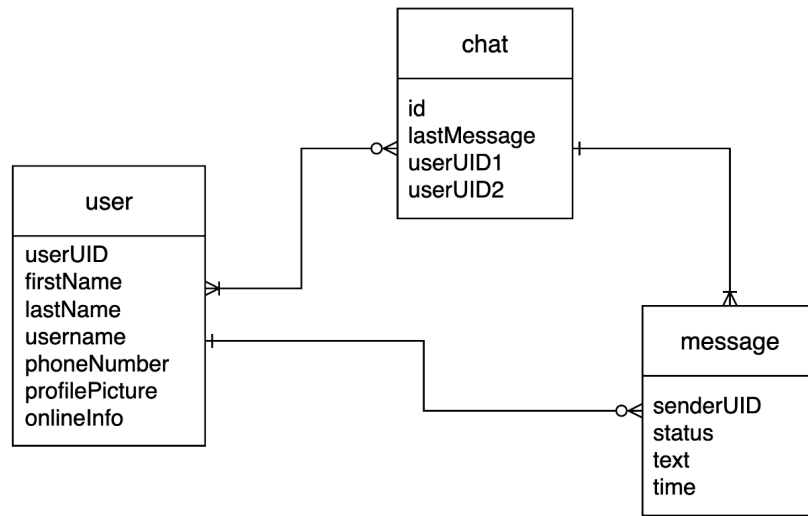 chat
id
lastMessage
userUID1
userUID2
user
userUID
firstName
lastName
username
phoneNumber
profilePicture
onlineInfo
message
senderUID
status
text
time